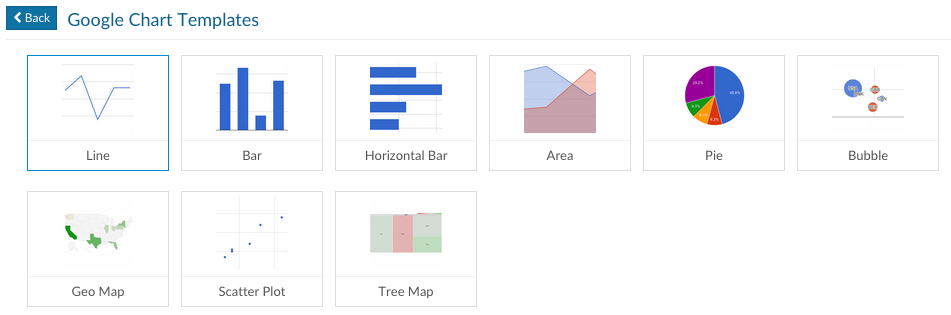 Back
Google Chart Templates
Line
Bar
Horizontal Bar
Area
Pie
Bubble
Geo Map
Scatter Plot
Tree Map